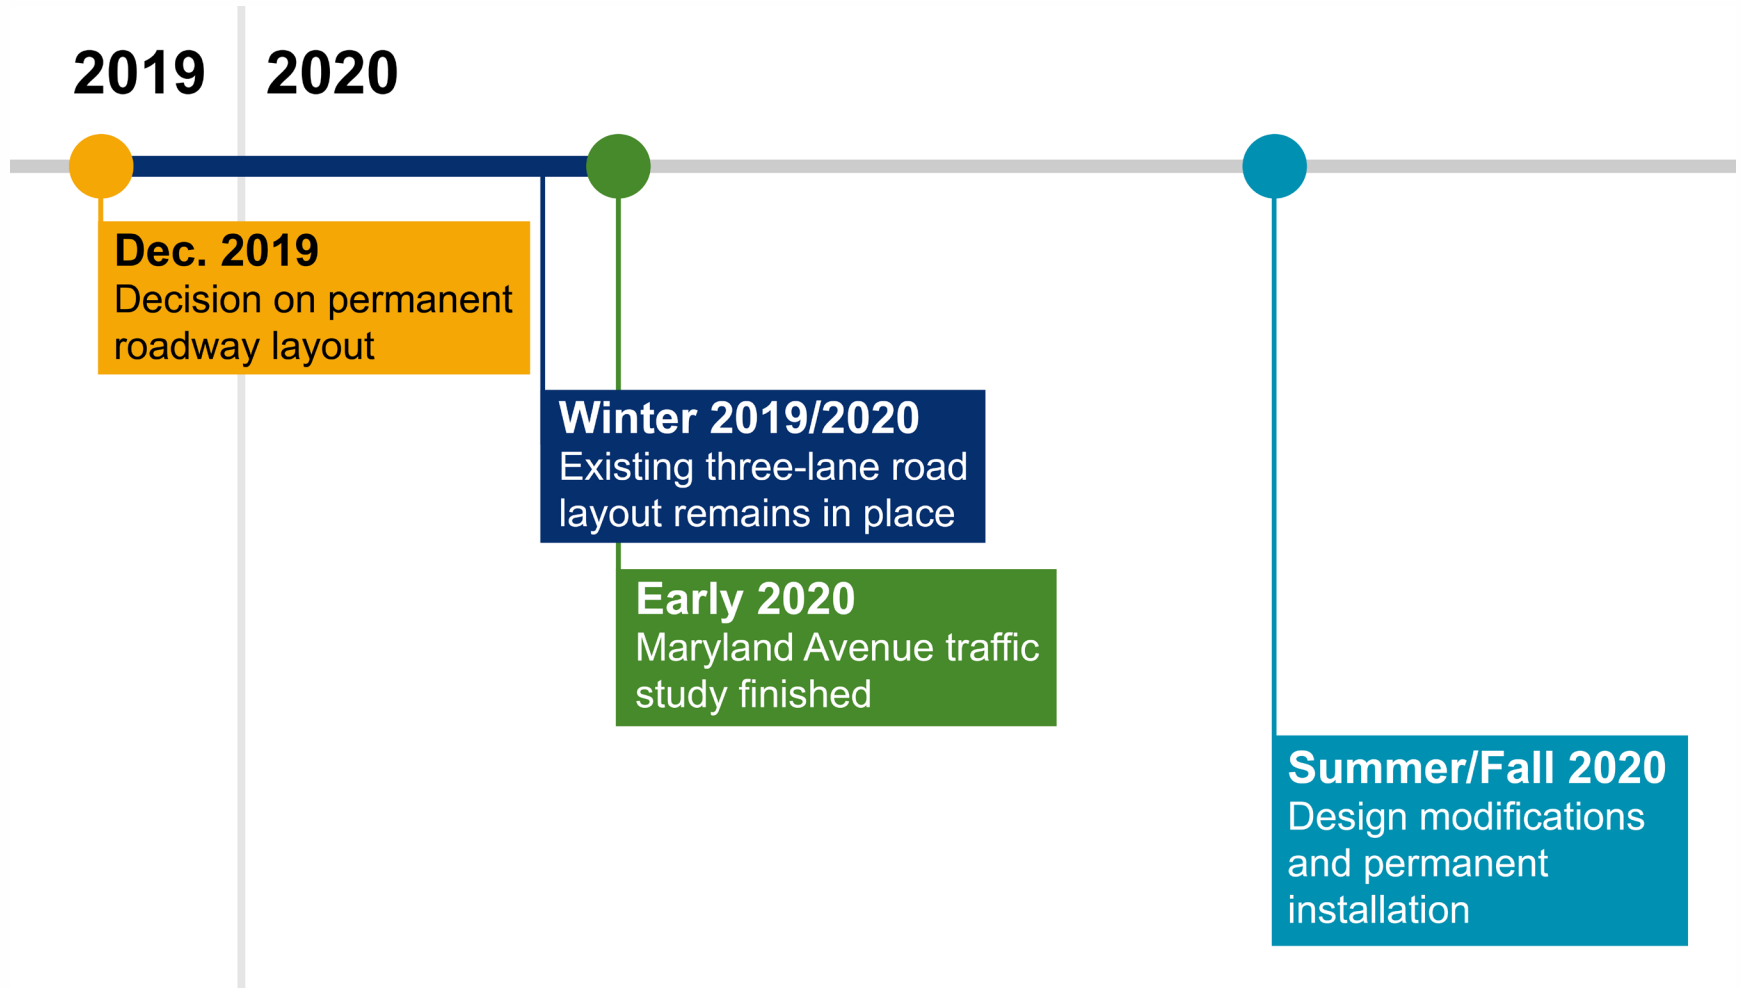 2019
2020
Dec. 2019
Decision on permanent
roadway layout
Winter 2019/2020
Existing three-lane road
layout remains in place
Early 2020
Maryland Avenue traffic
study finished
Summer/Fall 2020
Design modifications
and permanent
installation